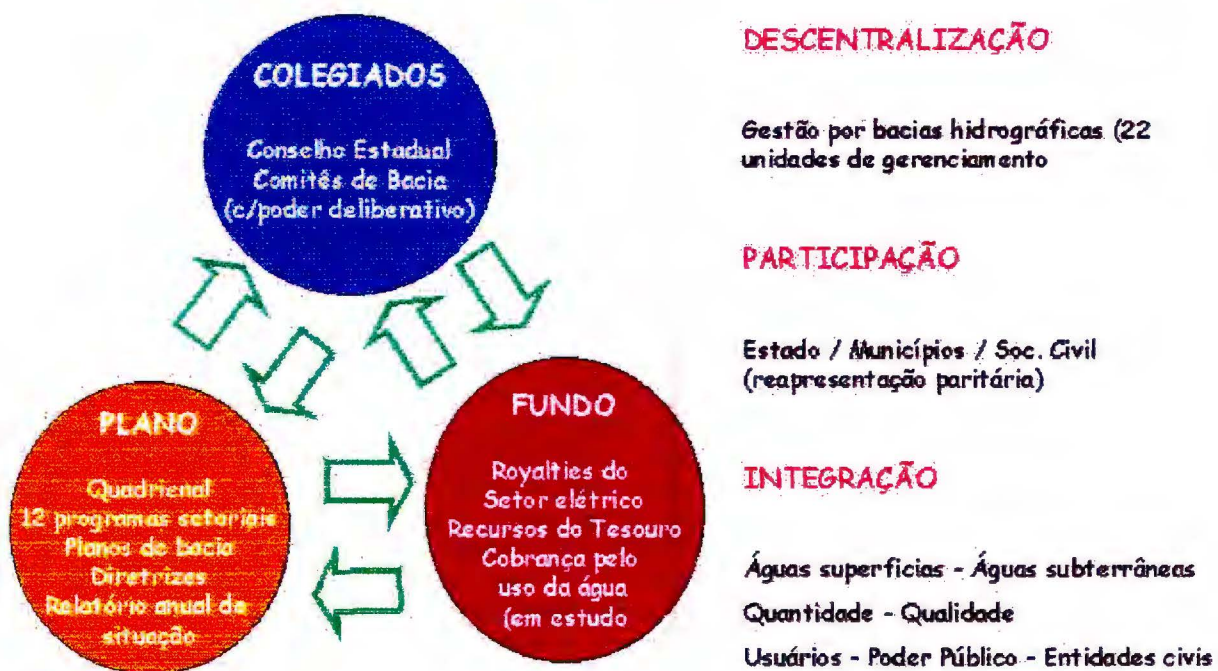 COLEGIADOS
Conselho Estadual
Comitês de Bacia
(c/poder deliberativo)
PLANO
Quadrienal
12 programas setoriais
Planos de bacia
Diretrizes
Relatório anual de
situação
FUNDO
Royalties do
Setor elétrico
Recursos do Tesouro
Cobrança pelo
uso da água
(em estudo
DESCENTRALIZAÇÃO
Gestão por bacias hidrográficas (22
unidades de gerenciamento
PARTICIPAÇÃO
Estado / Municípios / Soc. Civil
(reapresentação paritária)
INTEGRAÇÃO
Águas superficias - Águas subterrâneas
Quantidade - Qualidade
Usuários - Poder Público - Entidades civis